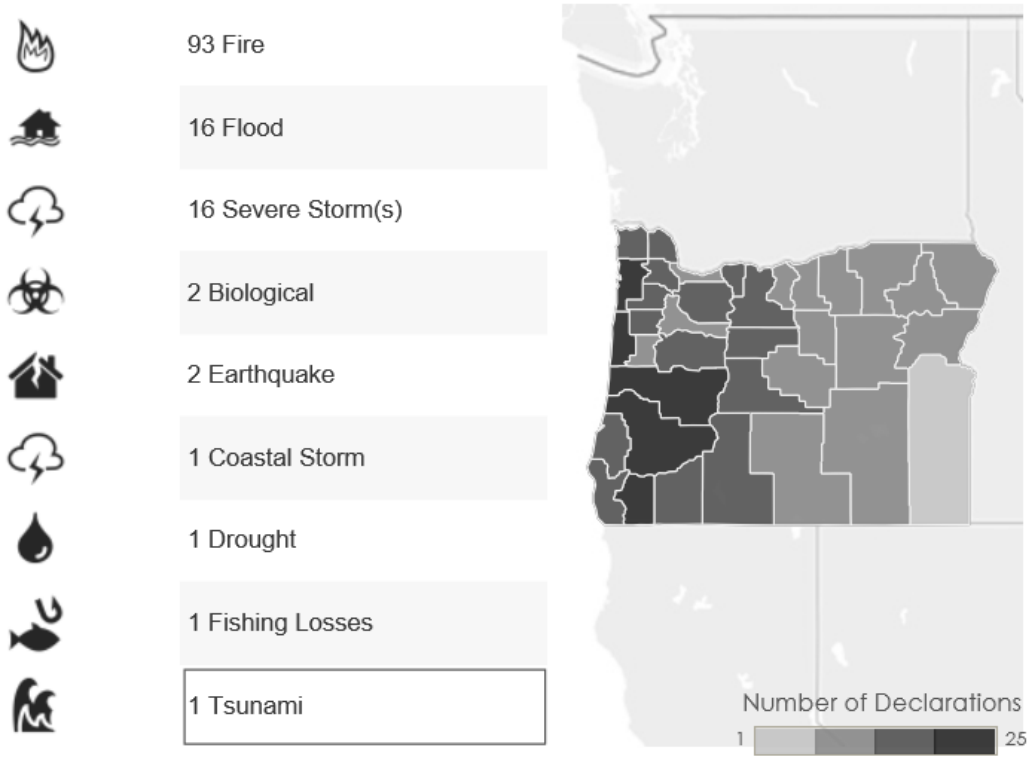 93 Fire
16 Flood
16 Severe Storm(s)
2 Biological
2 Earthquake
1 Coastal Storm
1 Drought
1 Fishing Losses
1 Tsunami
Number of Declarations
1 25